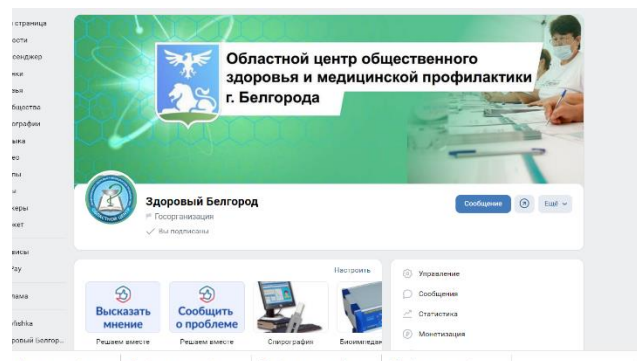 страница
Областной центр общественного
здоровья и медицинской профилактики
г. Белгорода
Здоровый Белгород
Госорганизация
Вы подписаны
Сообщение
Ещё
Настроить
Высказать
мнение
Решаем вместе
Сообщить
о проблеме
Решаем вместе
Спирография
Управление
Сообщения
Статистика
Монетизация